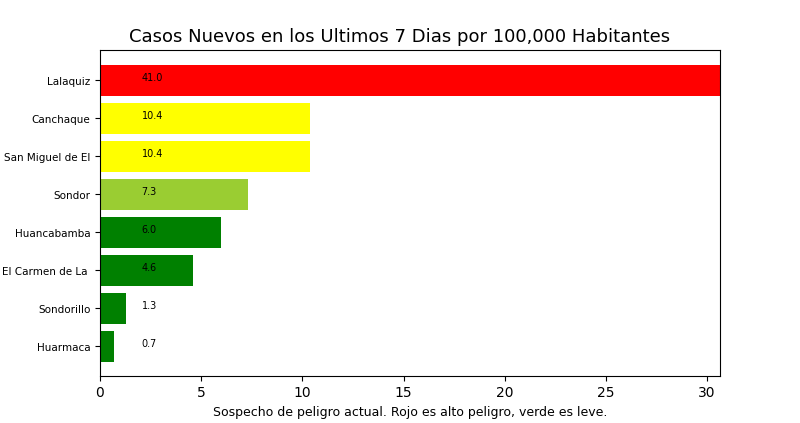 Casos Nuevos en los Ultimos 7 Dias por 100,000 Habitantes
Lalaquiz 41.0
Canchaque 10.4
San Miguel de El 10.4
Sondor 7.3
Huancabamba 6.0
El Carmen de La 4.6
Sondorillo 1.3
Huarmaca 0.7
0 5 10 15 20 25 30
Sospecho de peligro actual. Rojo es alto peligro, verde es leve.